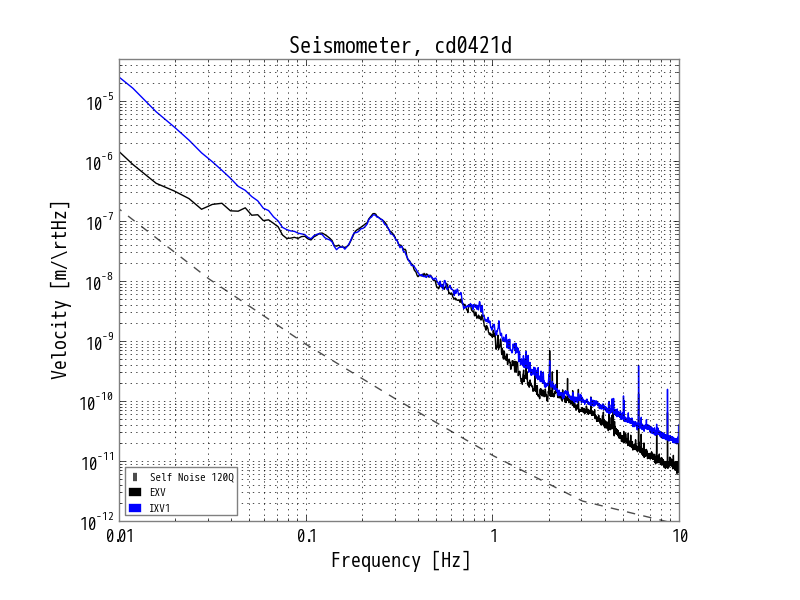 Seismometer, cd0421d
Velocity [m/\rtHz]
10-5
10-6
10-7
10-8
10-9
10-10
10-11
10-12
Self Noise 120Q
EXV
IXV1
0.01 0.1 1 10
Frequency [Hz]